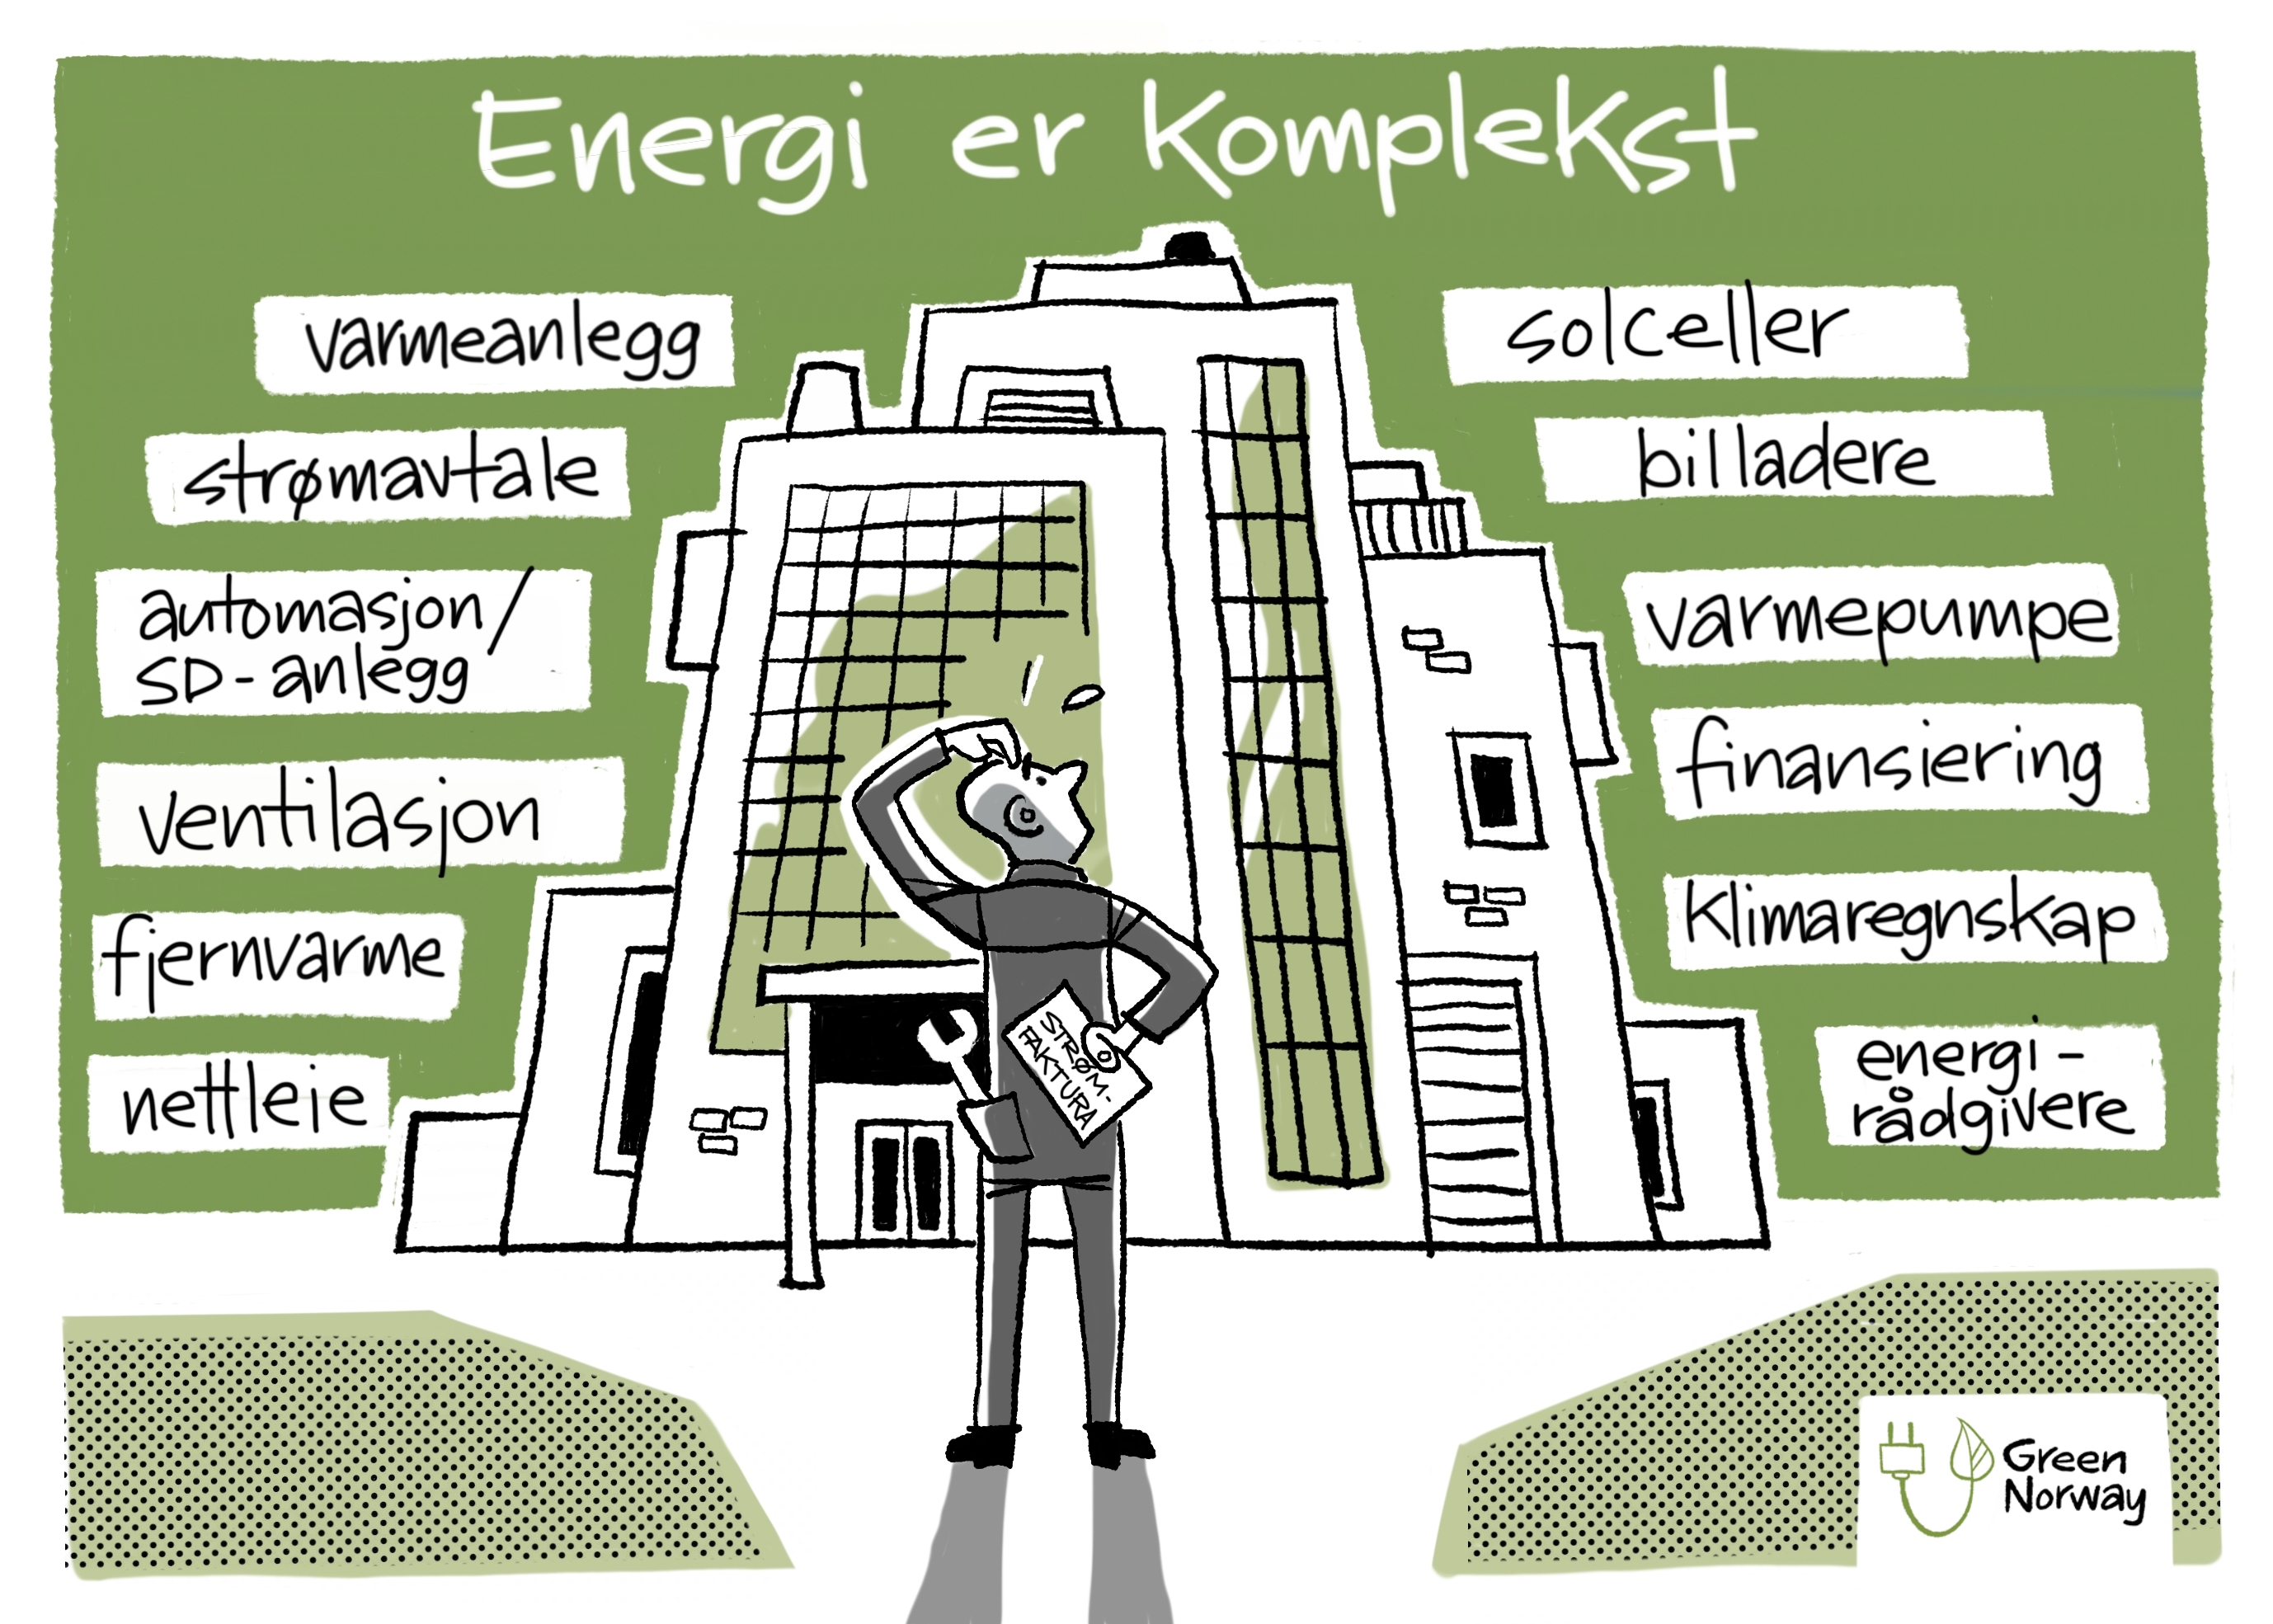 Energi er komplekst
varmeanlegg
strømavtale
automasjon/
SD-anlegg
ventilasjon
fjernvarme
nettleie
solceller
billadere
varmepumpe
finansiering
klimaregnskap
energi-
rådgivere
STRØM-
FAKTURA
Green
Norway